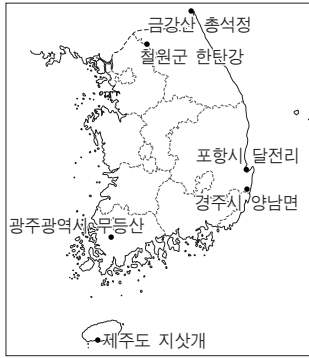 금강산 총석정
철원군 한탄강
포항시 달전리
경주시 양남면
광주광역시 무등산
제주도 지삿개